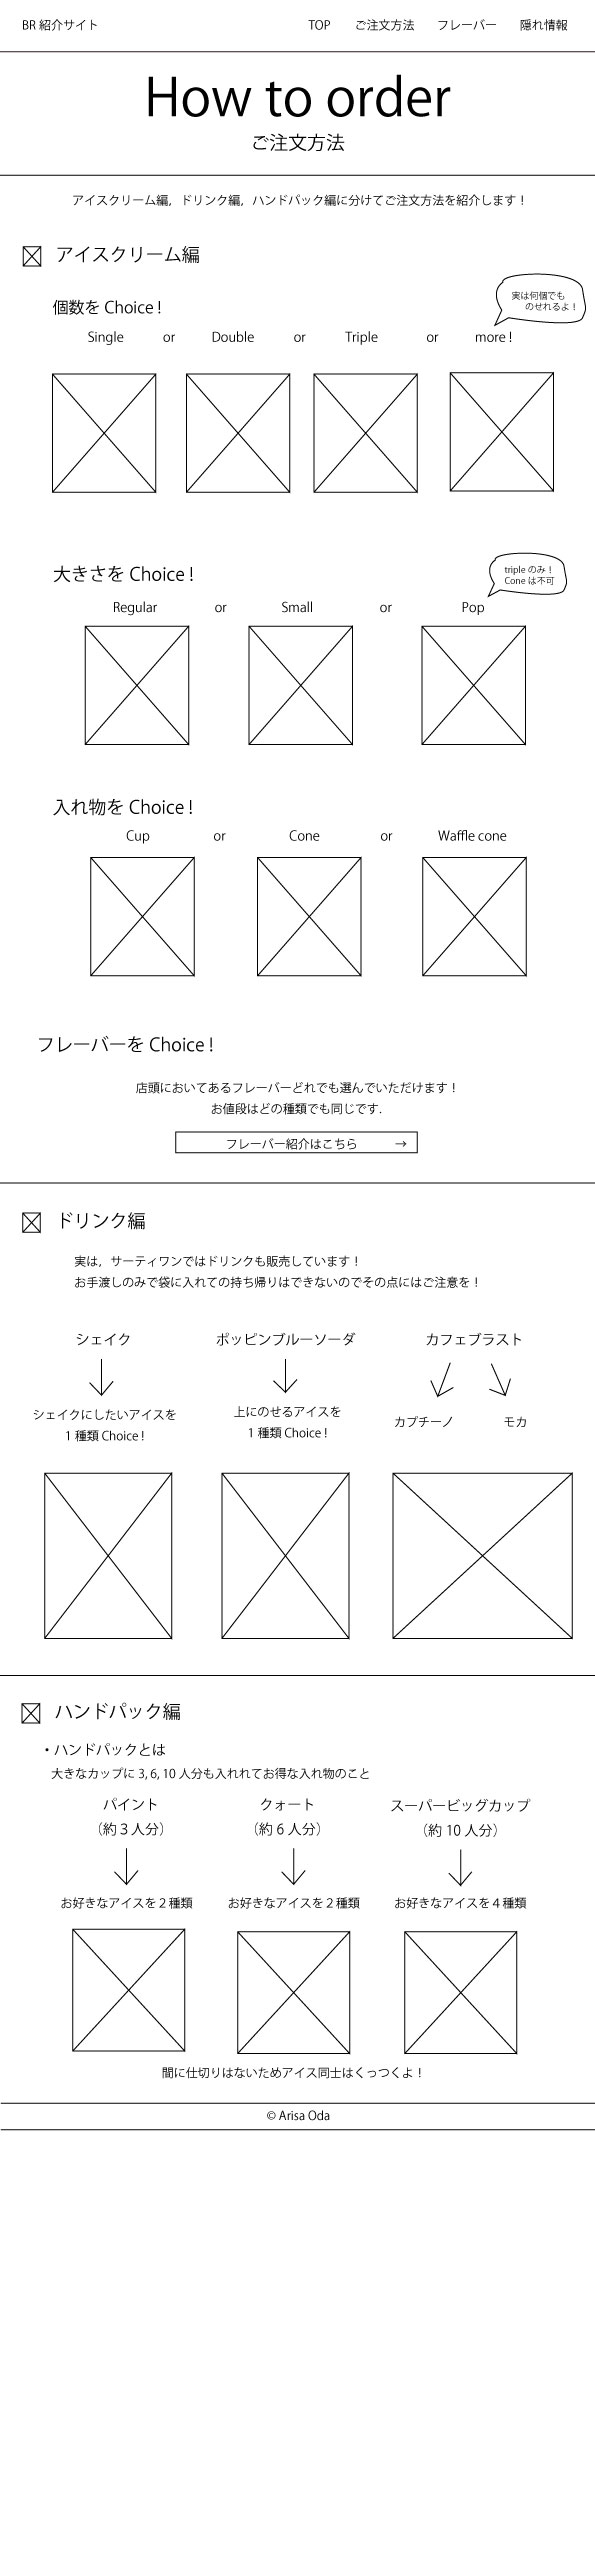 BR 紹介サイト
TOP ご注文方法 フレーバー 隠れ情報
How to order
ご注文方法
アイスクリーム編，ドリンク編，ハンドパック編に分けてご注文方法を紹介します！
アイスクリーム編
実は何個でも
のせれるよ！
個数を Choice !
Single or Double or Triple or more !
triple のみ！
Cone は不可
大きさを Choice !
Regular or Small or Pop
入れ物を Choice !
Cup or Cone or Waffle cone
フレーバーを Choice !
店頭においてあるフレーバーどれでも選んでいただけます！
お値段はどの種類でも同じです．
フレーバー紹介はこちら →
ドリンク編
実は，サーティワンではドリンクも販売しています！
お手渡しのみで袋に入れての持ち帰りはできないのでその点にはご注意を！
シェイク ポッピンブルーソーダ カフェブラスト
シェイクにしたいアイスを
1 種類 Choice !
上にのせるアイスを
1 種類 Choice !
カプチーノ モカ
ハンドパック編
・ハンドパックとは
大きなカップに 3, 6, 10 人分も入れれてお得な入れ物のこと
パイント クォート スーパービッグカップ
（約３人分） （約 6 人分） （約 10 人分）
お好きなアイスを２種類 お好きなアイスを２種類 お好きなアイスを４種類
間に仕切りはないためアイス同士はくっつくよ！
© Arisa Oda